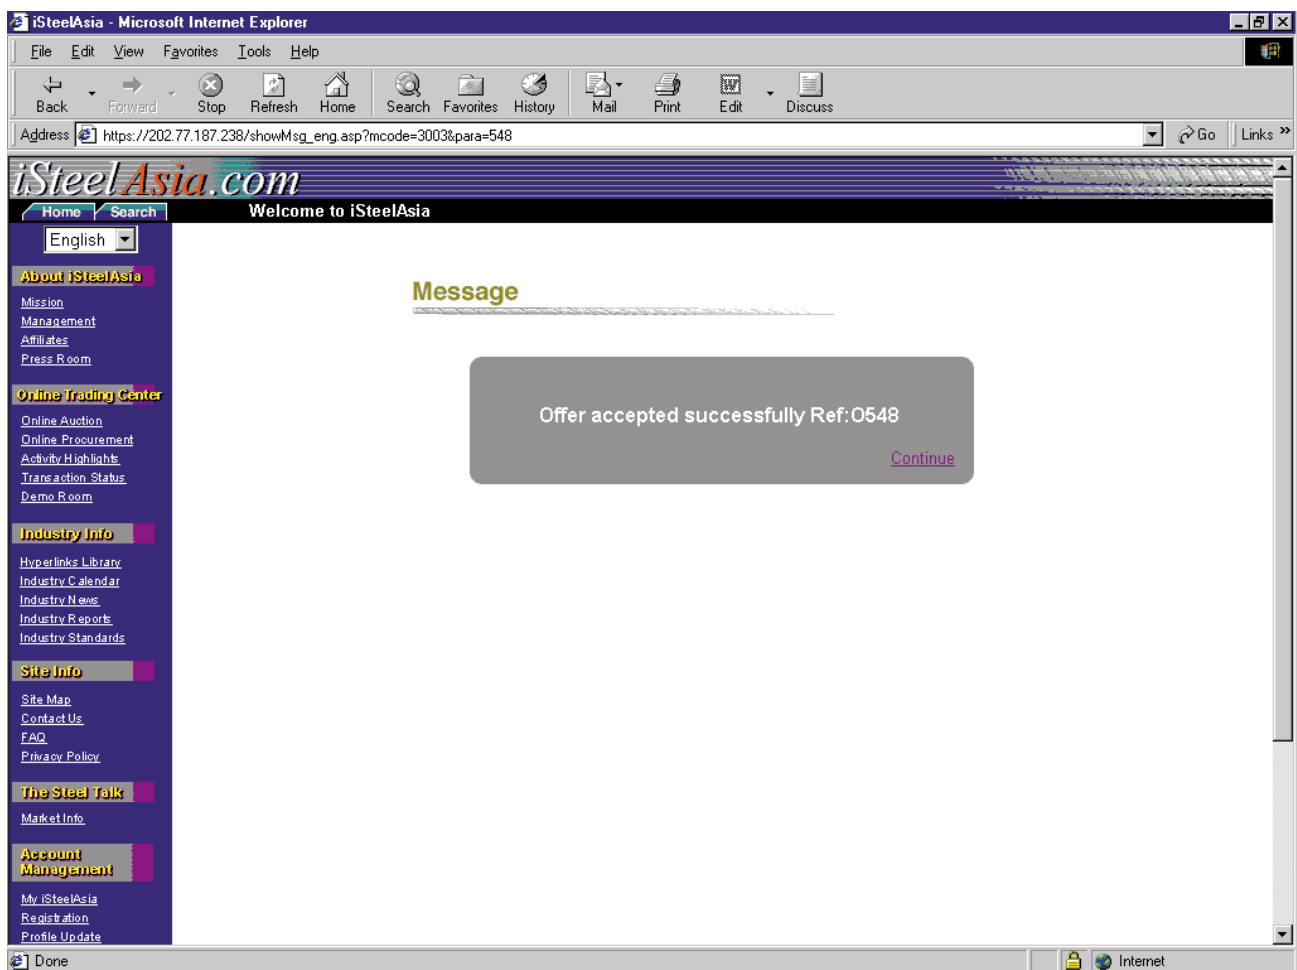 iSteelAsia - Microsoft Internet Explorer
File Edit View Favorites Tools Help
Back Forward Stop Refresh Home Search Favorites History Mail Print Edit Discuss
Address https://202.77.187.238/showMsg_eng.asp?mcode=3003&para=548 Go Links »
iSteelAsia.com
Home Search Welcome to iSteelAsia
English
About iSteelAsia
Mission
Management
Affiliates
Press Room
Online Trading Center
Online Auction
Online Procurement
Activity Highlights
Transaction Status
Demo Room
Industry Info
Hyperlinks Library
Industry Calendar
Industry News
Industry Reports
Industry Standards
Site Info
Site Map
Contact Us
FAQ
Privacy Policy
The Steel Talk
Market Info
Account
Management
My iSteelAsia
Registration
Profile Update
Message
Offer accepted successfully Ref:O548
Continue
Done Internet